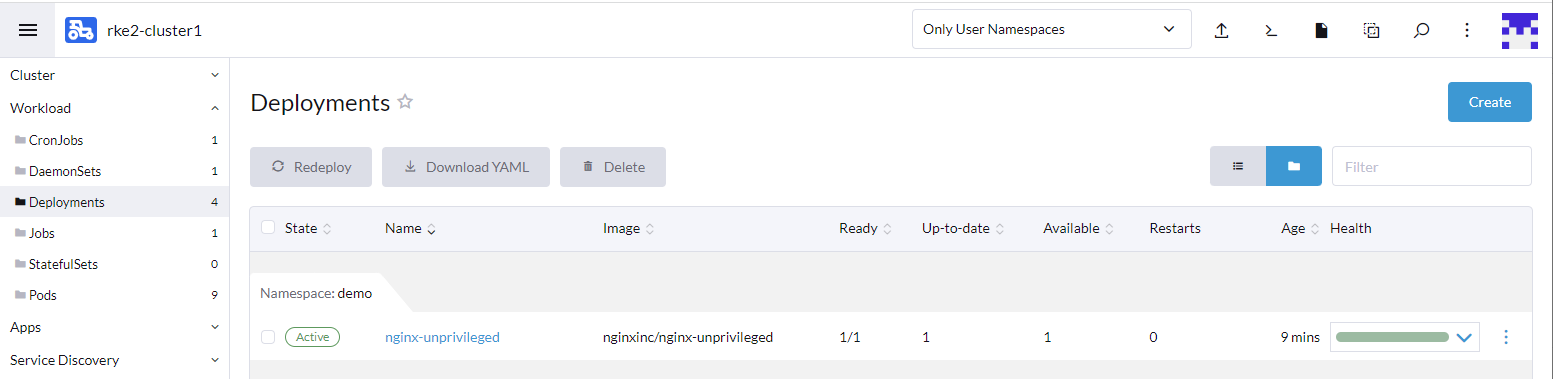 rke2-cluster1
Only User Namespaces
Cluster
Workload
CronJobs 1
DaemonSets 1
Deployments 4
Jobs 1
StatefulSets 0
Pods 9
Apps
Service Discovery
Deployments
Create
Redeploy Download YAML Delete
Filter
State Name Image Ready Up-to-date Available Restarts Age Health
Namespace: demo
Active nginx-unprivileged nginxinc/nginx-unprivileged 1/1 1 1 0 9 mins